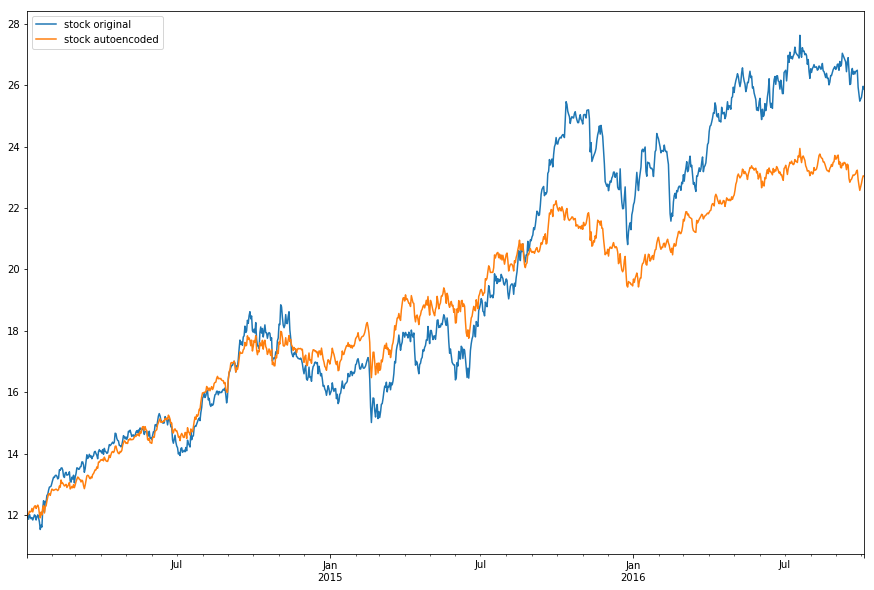 stock original
stock autoencoded
28
26
24
22
20
18
16
14
12
Jul
Jan
2015
Jul
Jan
2016
Jul